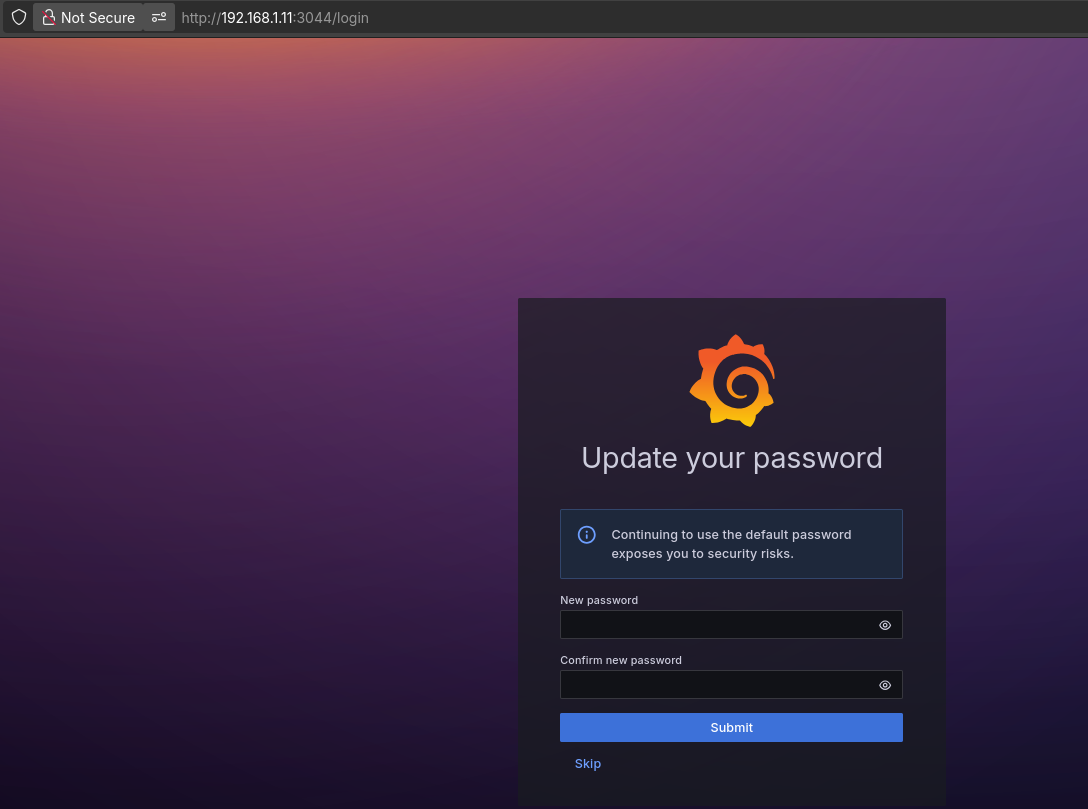 Not Secure http://192.168.1.11:3044/login
Update your password
Continuing to use the default password
exposes you to security risks.
New password
Confirm new password
Submit
Skip